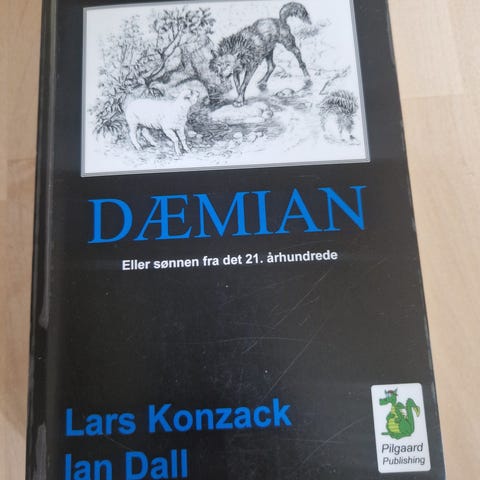 DÆMIAN
Eller sønnen fra det 21. århundrede
Lars Konzack
Ian Dall
Pilgaard
Publishing